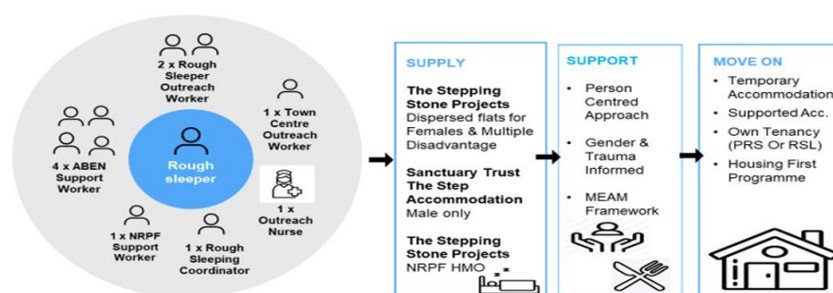 2 x Rough
Sleeper
Outreach
Worker
1 x Town
Centre
Outreach
Worker
4 x ABEN
Support
Worker
Rough
sleeper
1 x
Outreach
Nurse
1 x NRPF
Support
Worker
1 x Rough
Sleeping
Coordinator
SUPPLY
The Stepping
Stone Projects
Dispersed flats for
Females & Multiple
Disadvantage
Sanctuary Trust
The Step
Accommodation
Male only
The Stepping
Stone Projects
NRPF HMO
SUPPORT
• Person
Centred
Approach
• Gender &
Trauma
Informed
• MEAM
Framework
MOVE ON
• Temporary
Accommodation
• Supported Acc.
• Own Tenancy
(PRS Or RSL)
• Housing First
Programme